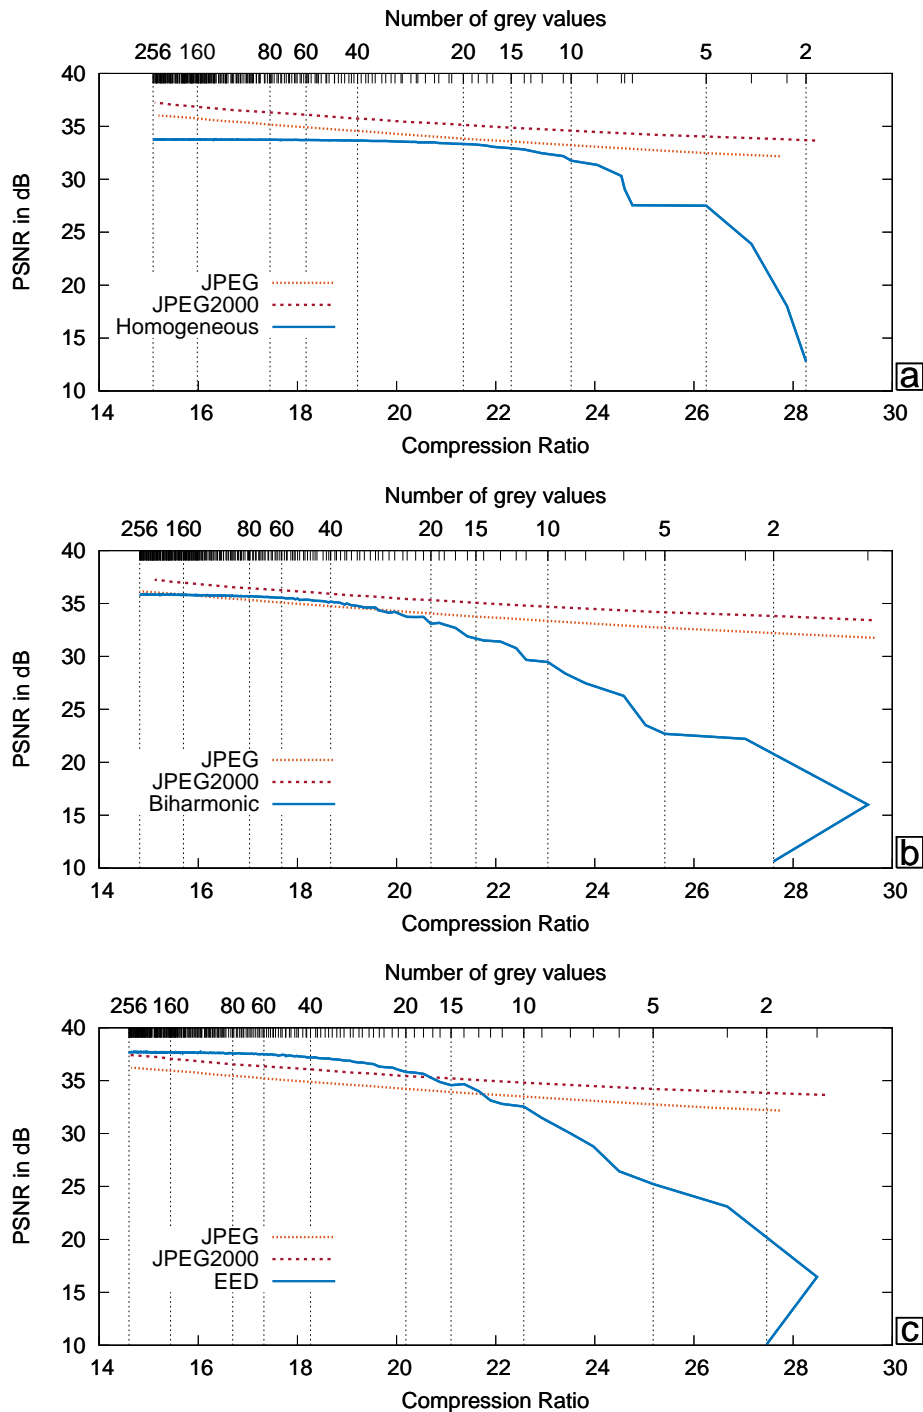 Number of grey values
256 160 80 60 40 20 15 10 5 2
40
35
30
25
20
15
10
PSNR in dB
JPEG
JPEG2000
Homogeneous
a
14 16 18 20 22 24 26 28 30
Compression Ratio
Number of grey values
256 160 80 60 40 20 15 10 5 2
40
35
30
25
20
15
10
PSNR in dB
JPEG
JPEG2000
Biharmonic
b
14 16 18 20 22 24 26 28 30
Compression Ratio
Number of grey values
256 160 80 60 40 20 15 10 5 2
40
35
30
25
20
15
10
PSNR in dB
JPEG
JPEG2000
EED
c
14 16 18 20 22 24 26 28 30
Compression Ratio